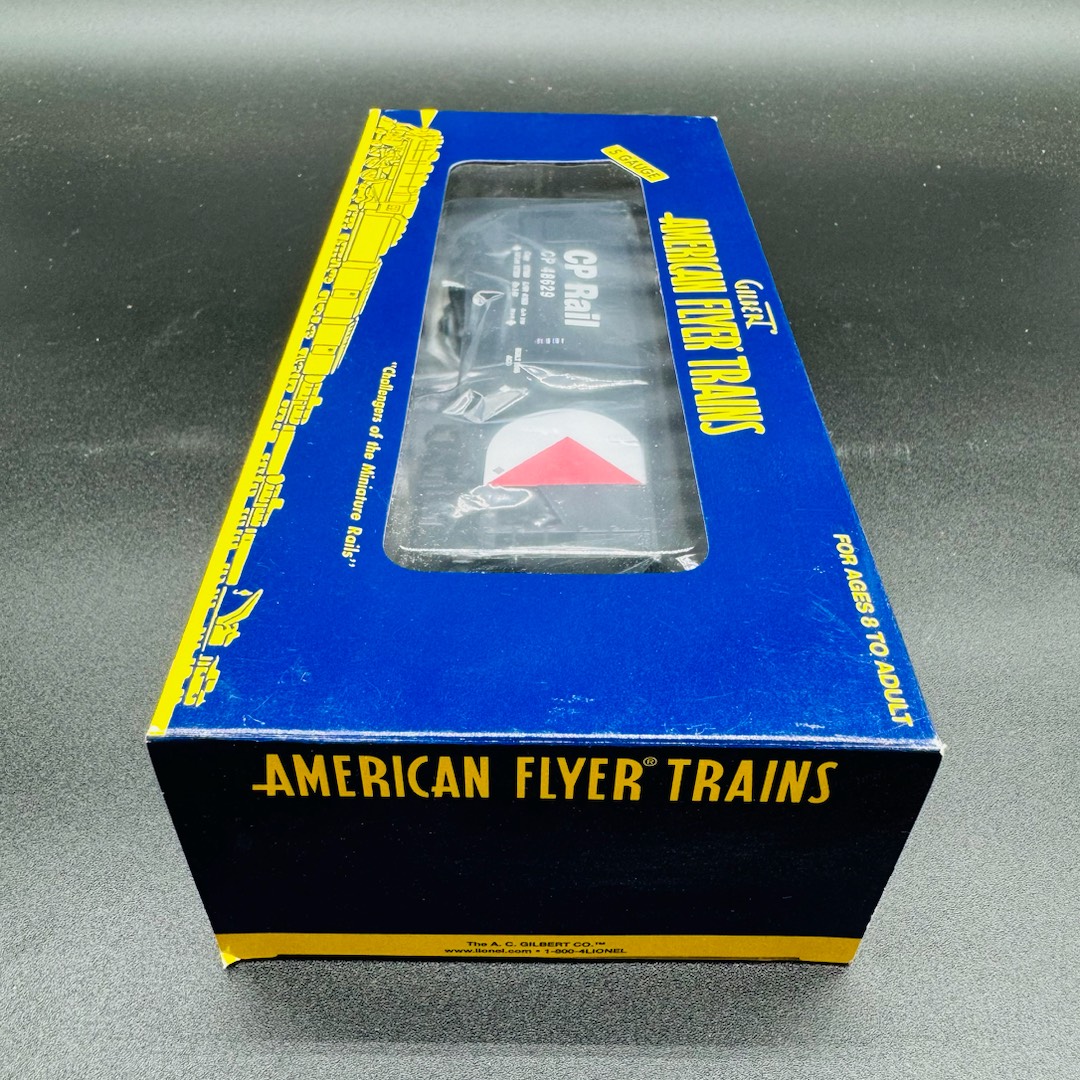 S GAUGE
GILBERT
AMERICAN FLYER TRAINS
CP Rail
CP 48629
"Challengers of the Miniature Rails"
FOR AGES 8 TO ADULT
AMERICAN FLYER® TRAINS
The A. C. GILBERT CO.™
www.lionel.com • 1-800-4LIONEL